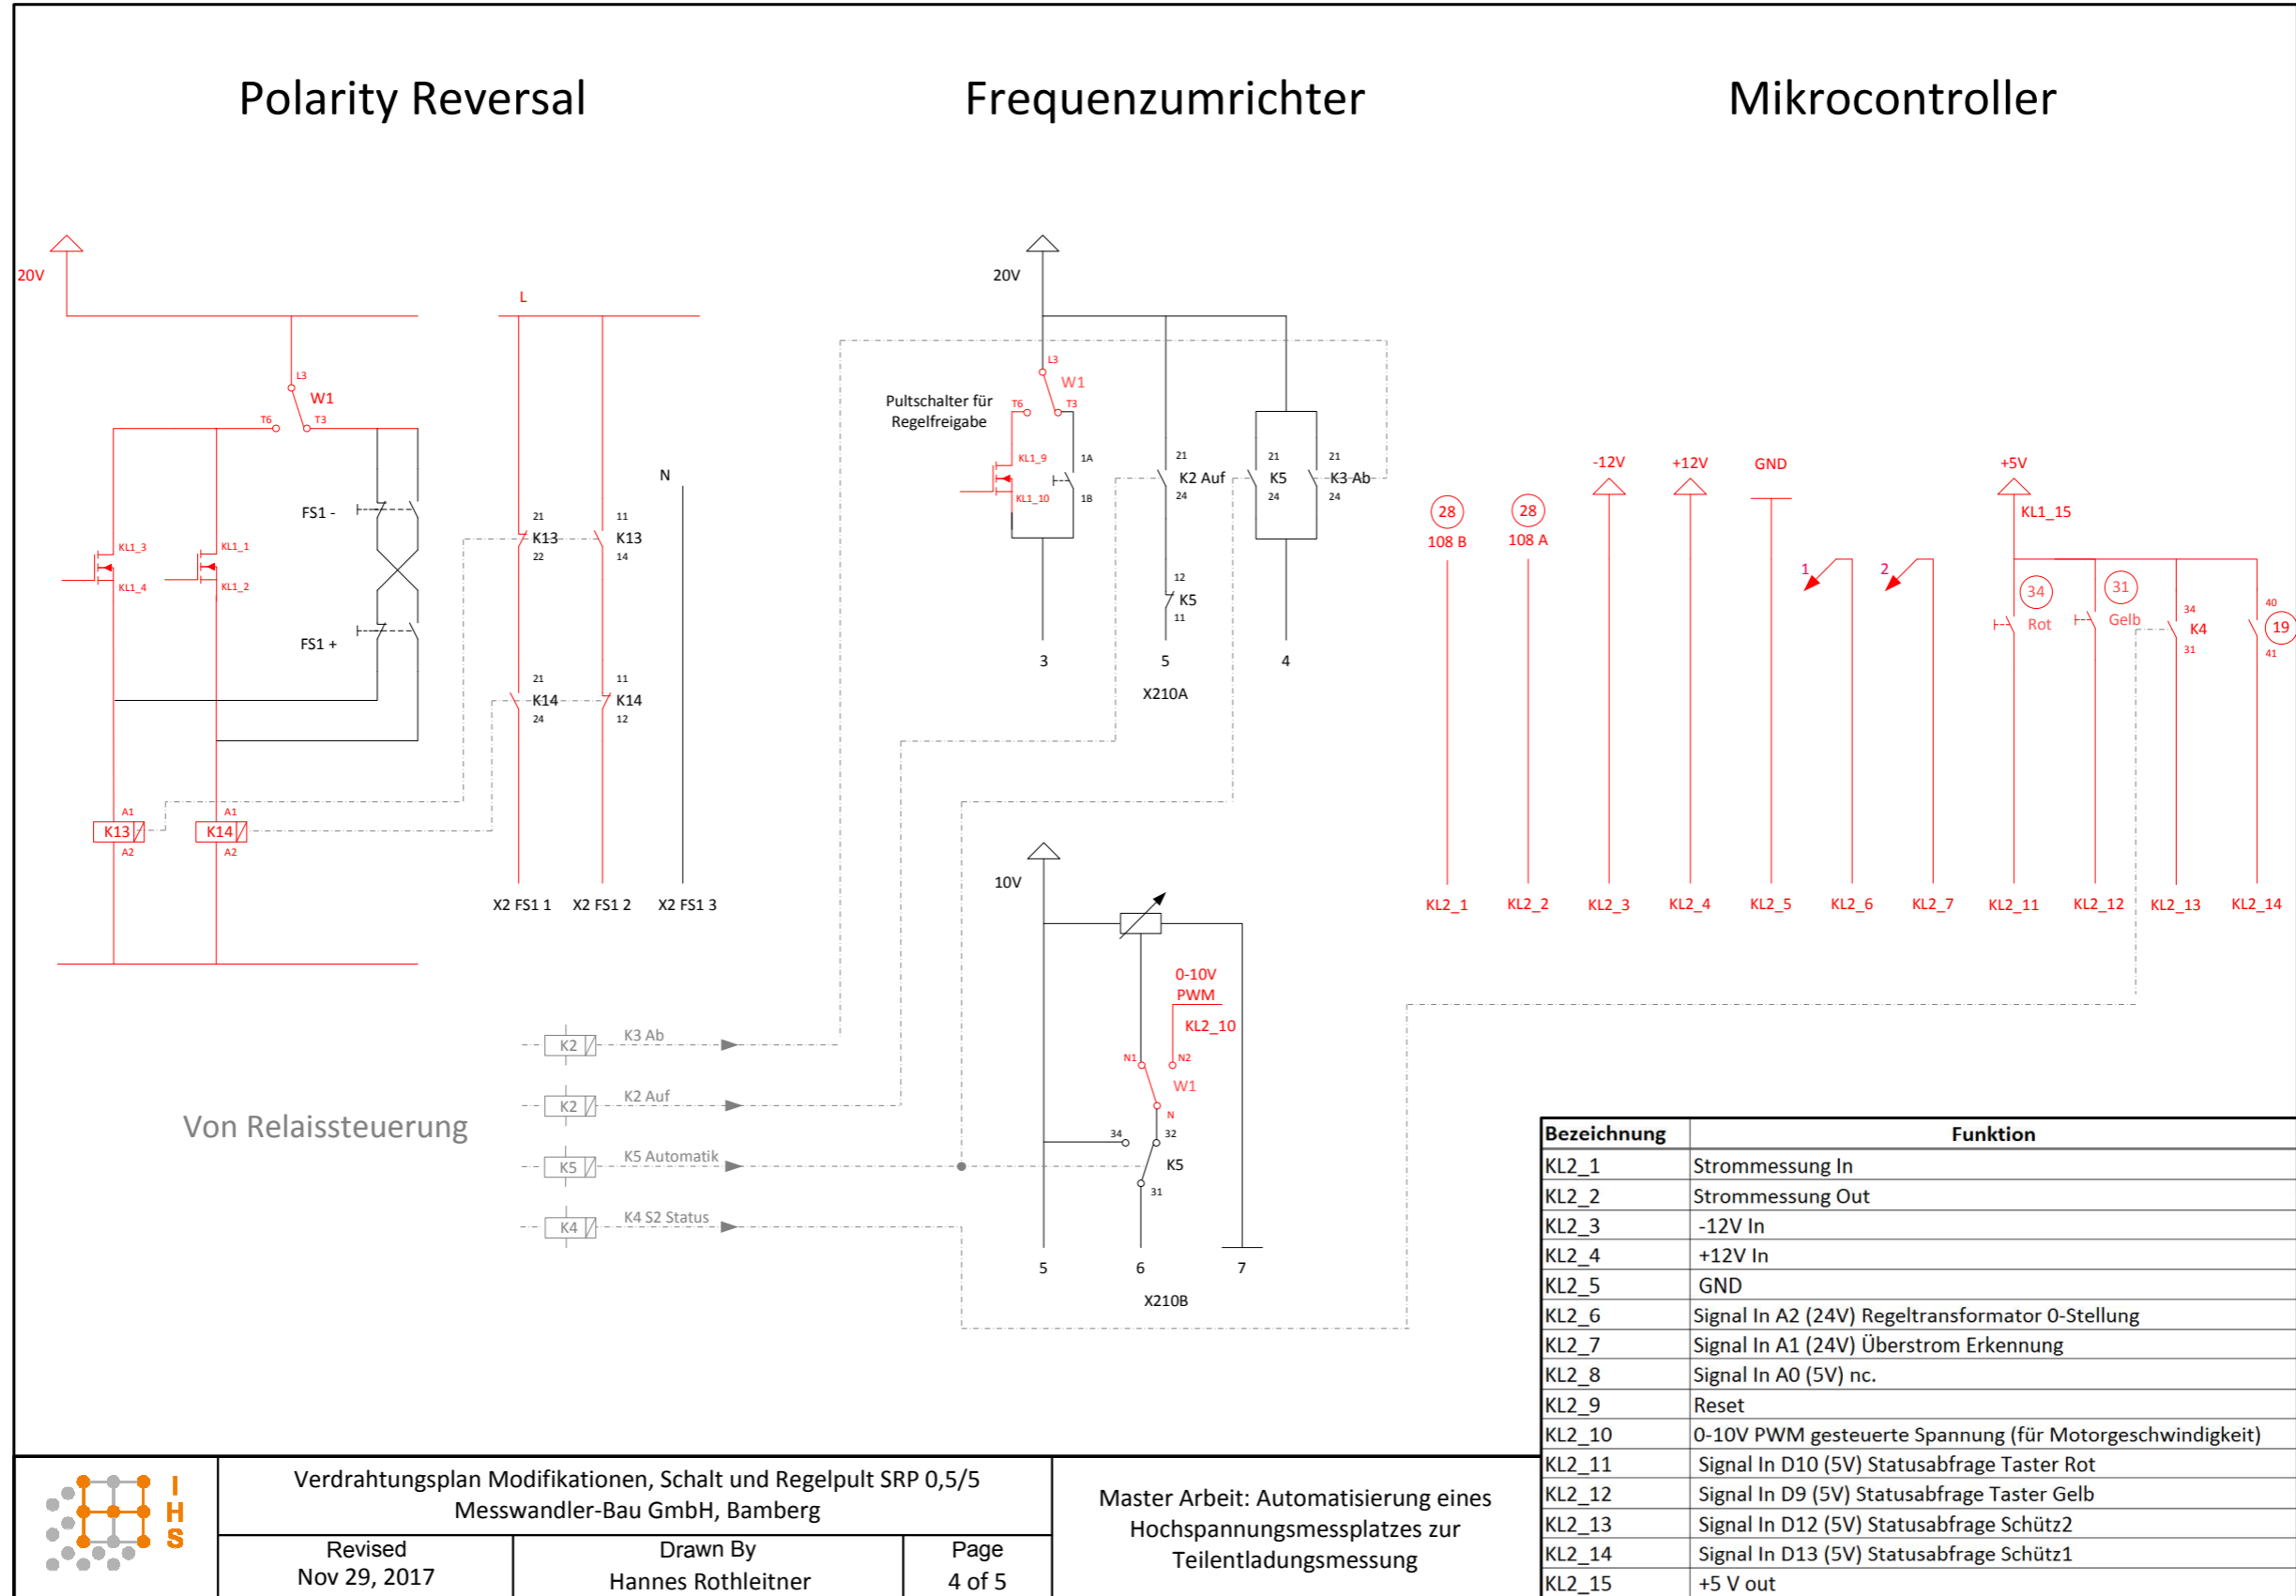 Polarity Reversal
Frequenzumrichter
Mikrocontroller
20V
L3
W1
T6
T3
KL1_3
KL1_4
KL1_1
KL1_2
FS1 -
FS1 +
A1
K13
A2
A1
K14
A2
L
N
21
K13
22
11
K13
14
21
K14
24
11
K14
12
X2 FS1 1
X2 FS1 2
X2 FS1 3
20V
L3
W1
T6
T3
Pultschalter für
Regelfreigabe
KL1_9
KL1_10
1A
1B
21
K2 Auf
24
12
K5
11
21
K5
24
21
K3 Ab
24
3
5
4
X210A
10V
0-10V
PWM
KL2_10
N1
N2
W1
N
34
32
K5
31
5
6
7
X210B
Von Relaissteuerung
K2
K3 Ab
K2
K2 Auf
K5
K5 Automatik
K4
K4 S2 Status
28
108 B
28
108 A
-12V
+12V
GND
1
2
+5V
KL1_15
34
Rot
31
Gelb
34
K4
31
40
19
41
KL2_1
KL2_2
KL2_3
KL2_4
KL2_5
KL2_6
KL2_7
KL2_11
KL2_12
KL2_13
KL2_14
Bezeichnung Funktion
KL2_1 Strommessung In
KL2_2 Strommessung Out
KL2_3 -12V In
KL2_4 +12V In
KL2_5 GND
KL2_6 Signal In A2 (24V) Regeltransformator 0-Stellung
KL2_7 Signal In A1 (24V) Überstrom Erkennung
KL2_8 Signal In A0 (5V) nc.
KL2_9 Reset
KL2_10 0-10V PWM gesteuerte Spannung (für Motorgeschwindigkeit)
KL2_11 Signal In D10 (5V) Statusabfrage Taster Rot
KL2_12 Signal In D9 (5V) Statusabfrage Taster Gelb
KL2_13 Signal In D12 (5V) Statusabfrage Schütz2
KL2_14 Signal In D13 (5V) Statusabfrage Schütz1
KL2_15 +5 V out
IHS
Verdrahtungsplan Modifikationen, Schalt und Regelpult SRP 0,5/5
Messwandler-Bau GmbH, Bamberg
Revised
Nov 29, 2017
Drawn By
Hannes Rothleitner
Page
4 of 5
Master Arbeit: Automatisierung eines
Hochspannungsmessplatzes zur
Teilentladungsmessung